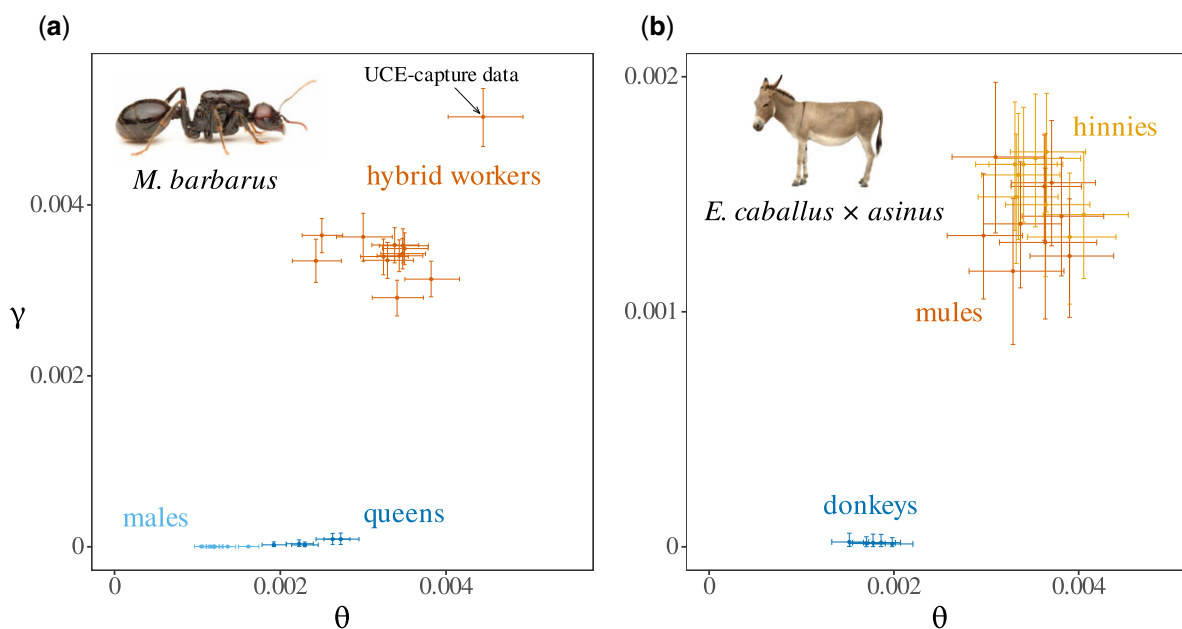 (a)
UCE-capture data
M. barbarus
hybrid workers
0.004
γ
0.002
males
queens
0
0
0.002
0.004
θ
(b)
0.002
hinnies
E. caballus × asinus
0.001
mules
donkeys
0
0
0.002
0.004
θ